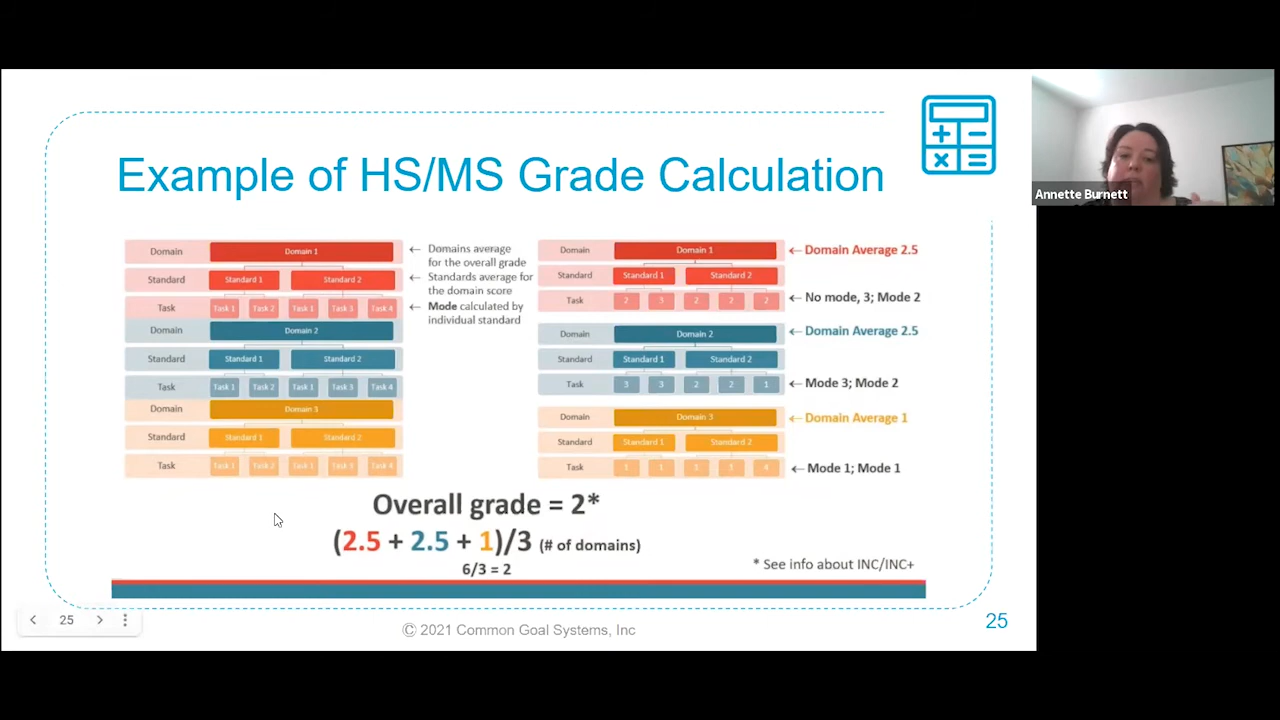 Example of HS/MS Grade Calculation
Annette Burnett
Domain Domain 1
Standard Standard 1 Standard 2
Task Task 1 Task 2 Task 1 Task 3 Task 4
Domain Domain 2
Standard Standard 1 Standard 2
Task Task 1 Task 2 Task 1 Task 3 Task 4
Domain Domain 3
Standard Standard 1 Standard 2
Task Task 1 Task 2 Task 1 Task 3 Task 4
← Domains average
for the overall grade
← Standards average for
the domain score
← Mode calculated by
individual standard
Domain Domain 1 ← Domain Average 2.5
Standard Standard 1 Standard 2
Task 2 3 2 2 2 ← No mode, 3; Mode 2
Domain Domain 2 ← Domain Average 2.5
Standard Standard 1 Standard 2
Task 3 3 2 2 1 ← Mode 3; Mode 2
Domain Domain 3 ← Domain Average 1
Standard Standard 1 Standard 2
Task ← Mode 1; Mode 1
Overall grade = 2*
(2.5 + 2.5 + 1)/3 (# of domains)
6/3 = 2
* See info about INC/INC+
25
© 2021 Common Goal Systems, Inc
25